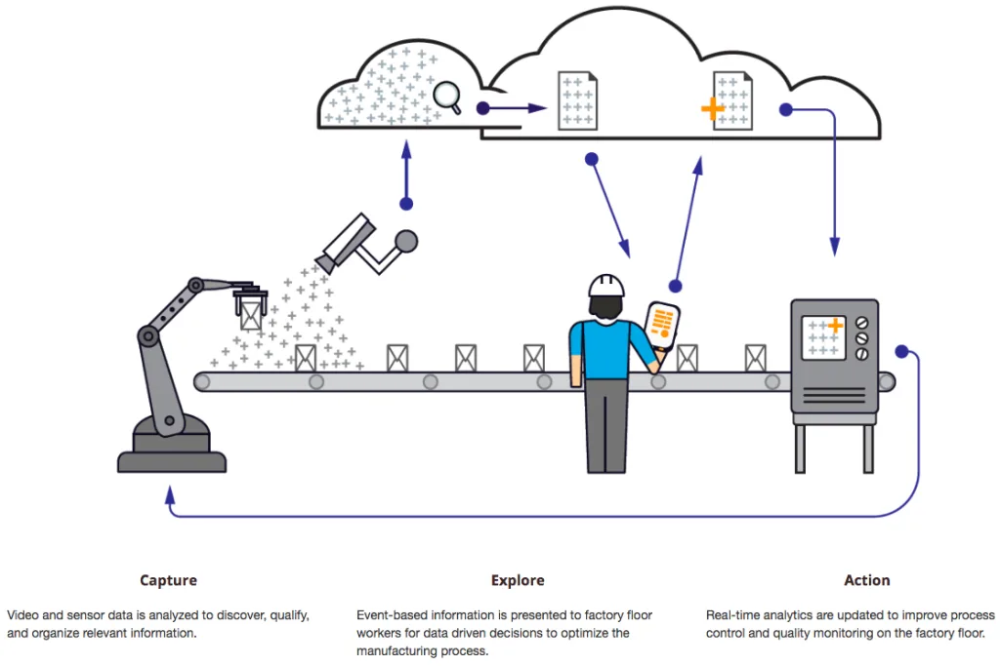 Capture
Video and sensor data is analyzed to discover, qualify,
and organize relevant information.
Explore
Event-based information is presented to factory floor
workers for data driven decisions to optimize the
manufacturing process.
Action
Real-time analytics are updated to improve process
control and quality monitoring on the factory floor.